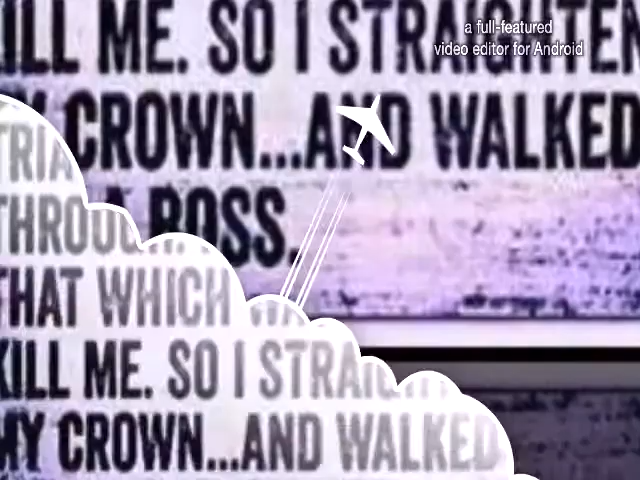 a full-featured
video editor for Android
KILL ME. SO I STRAIGHTEN
MY CROWN...AND WALKED
BOSS.
THAT WHICH
KILL ME. SO I STRAIGH
MY CROWN...AND WALKED